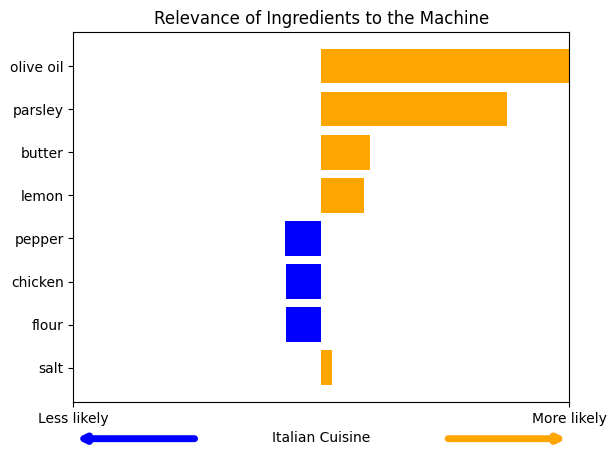 Relevance of Ingredients to the Machine
olive oil
parsley
butter
lemon
pepper
chicken
flour
salt
Less likely
More likely
Italian Cuisine